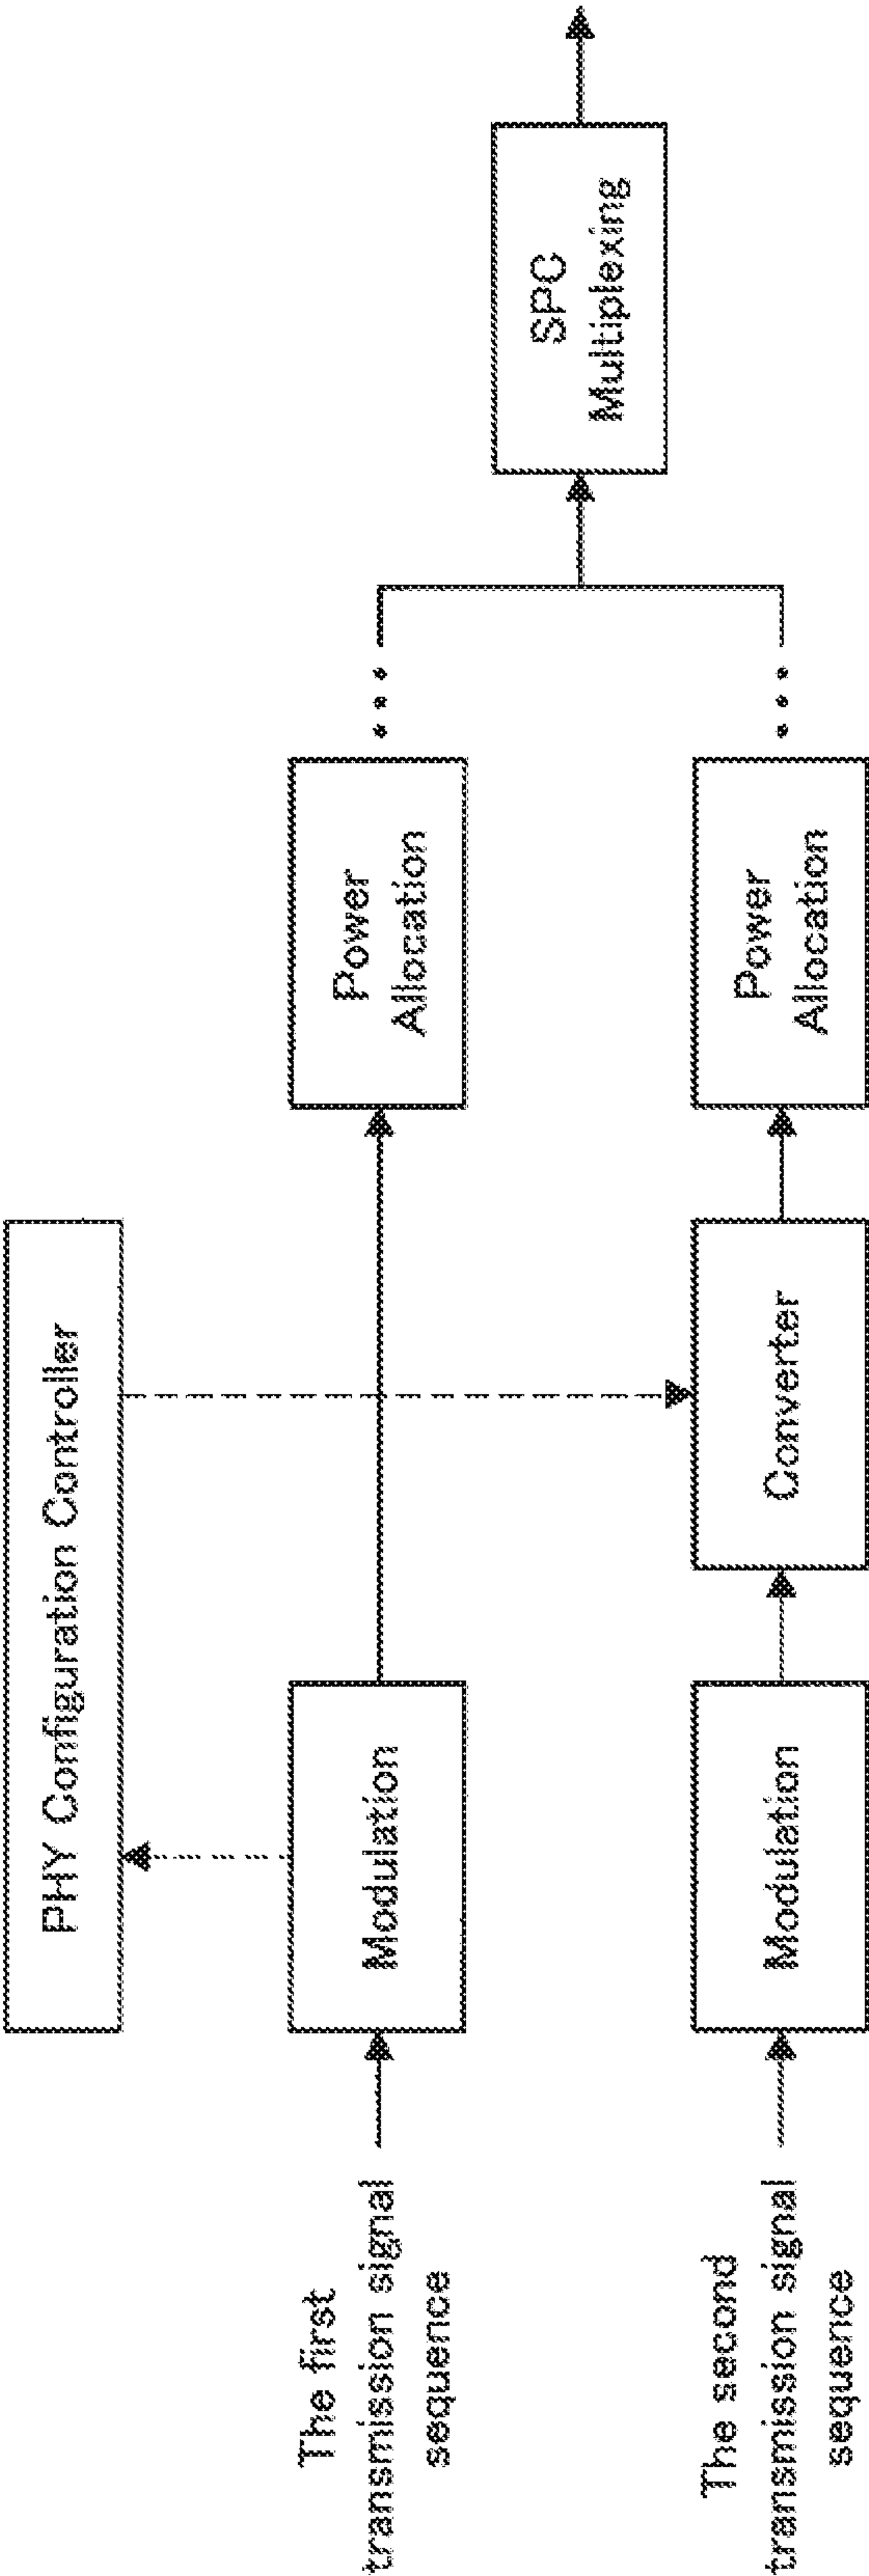 PHY Configuration Controller
The first
transmission signal
sequence
Modulation
Power
Allocation
SPC
Multiplexing
The second
transmission signal
sequence
Modulation
Converter
Power
Allocation